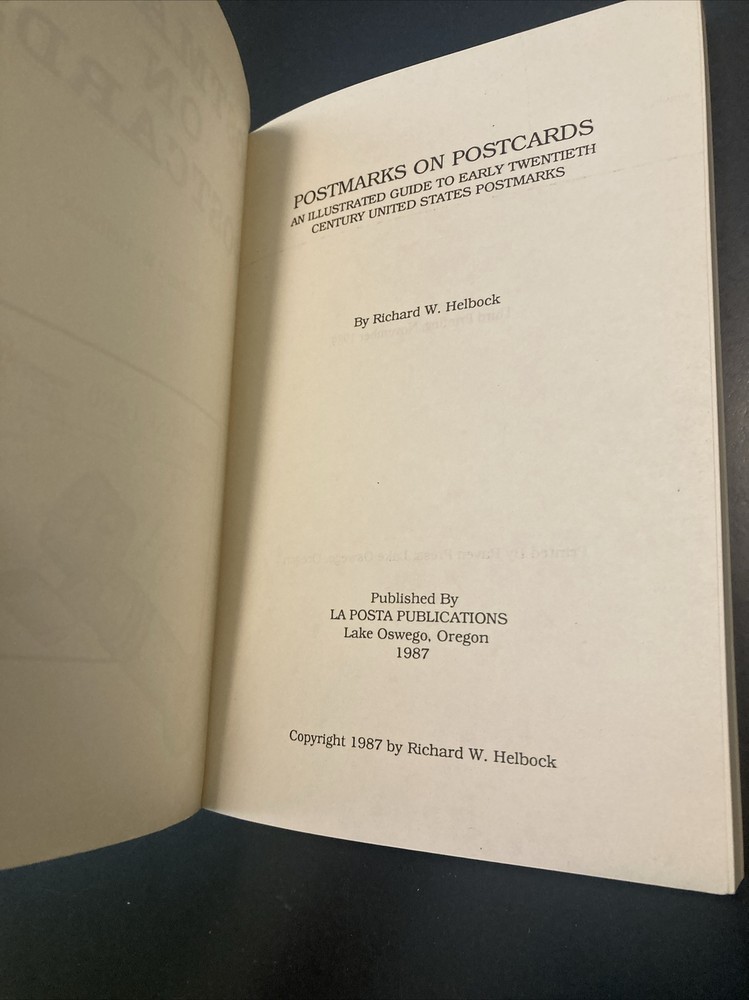 POSTMARKS ON POSTCARDS
AN ILLUSTRATED GUIDE TO EARLY TWENTIETH
CENTURY UNITED STATES POSTMARKS
By Richard W. Helbock
Published By
LA POSTA PUBLICATIONS
Lake Oswego, Oregon
1987
Copyright 1987 by Richard W. Helbock